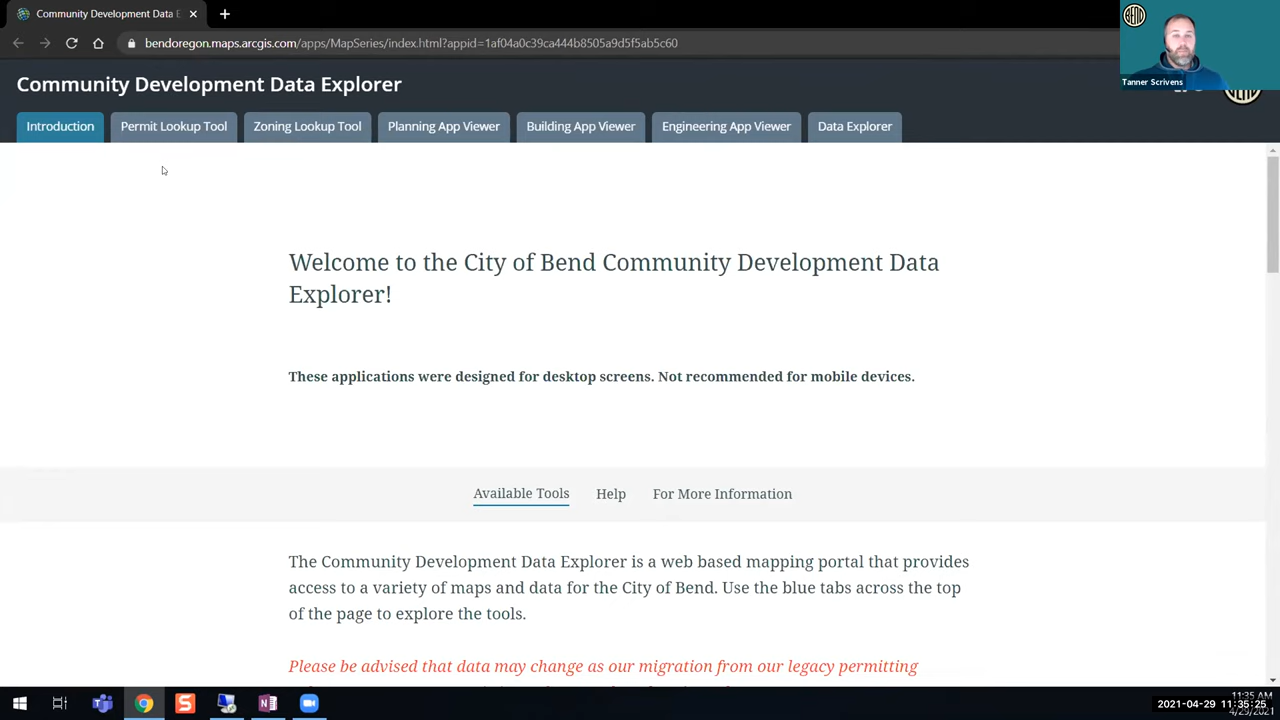 Community Development Data E
bendoregon.maps.arcgis.com/apps/MapSeries/index.html?appid=1af04a0c39ca444b8505a9d5f5ab5c60
BEND
Tanner Scrivens
Community Development Data Explorer
Introduction
Permit Lookup Tool
Zoning Lookup Tool
Planning App Viewer
Building App Viewer
Engineering App Viewer
Data Explorer
Welcome to the City of Bend Community Development Data
Explorer!
These applications were designed for desktop screens. Not recommended for mobile devices.
Available Tools
Help
For More Information
The Community Development Data Explorer is a web based mapping portal that provides
access to a variety of maps and data for the City of Bend. Use the blue tabs across the top
of the page to explore the tools.
Please be advised that data may change as our migration from our legacy permitting
11:35 AM
2021-04-29 11:35:25